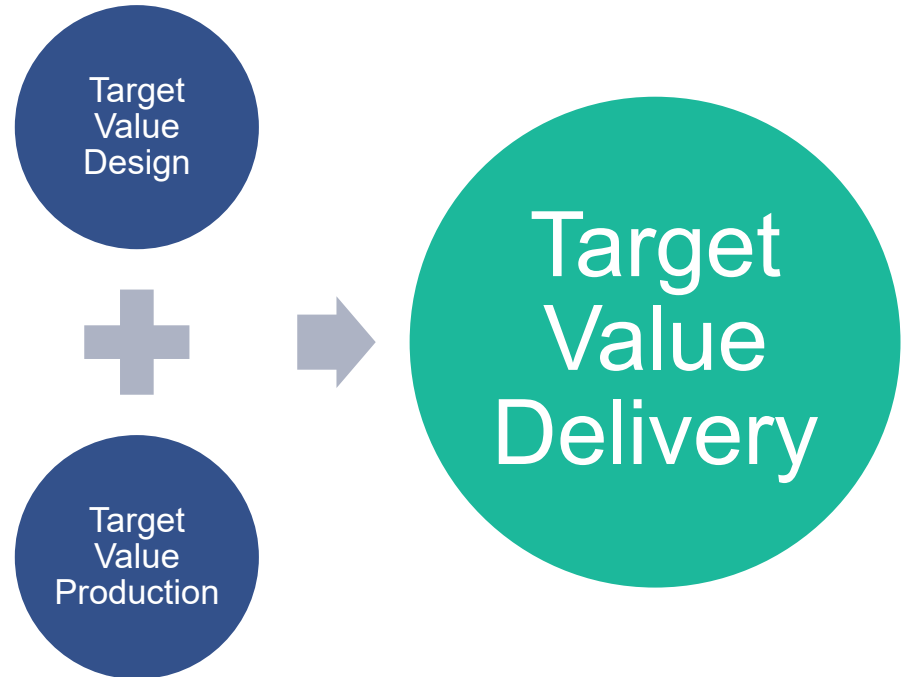 Target
Value
Design
Target
Value
Production
Target
Value
Delivery